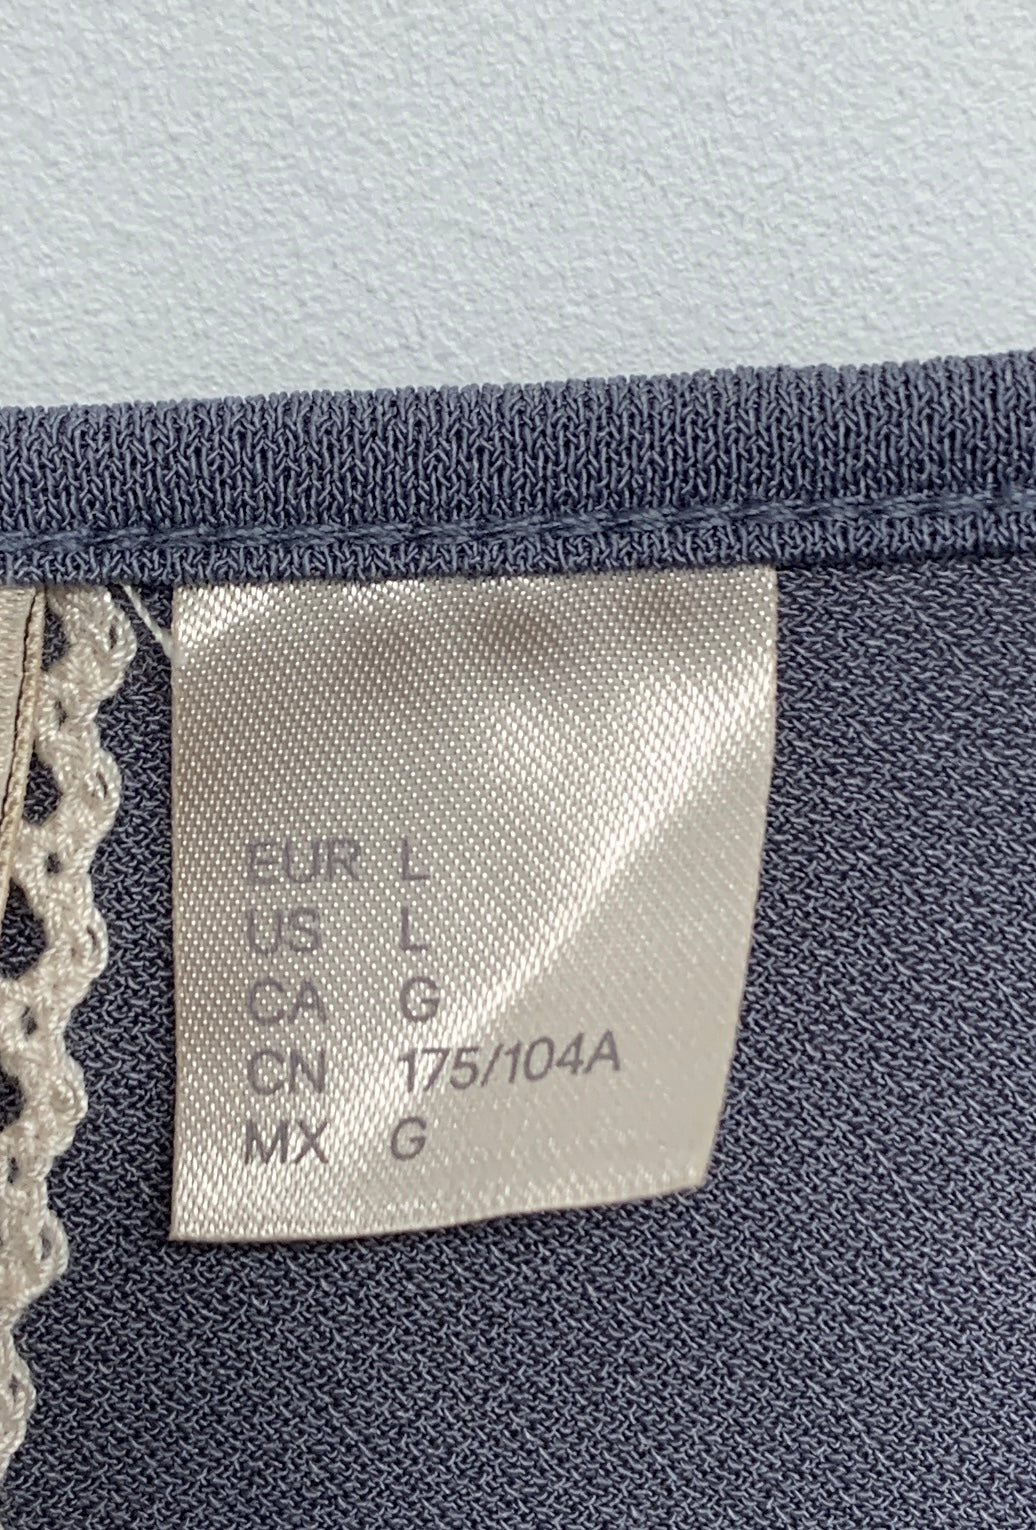 EUR L
US L
CA G
CN 175/104A
MX G